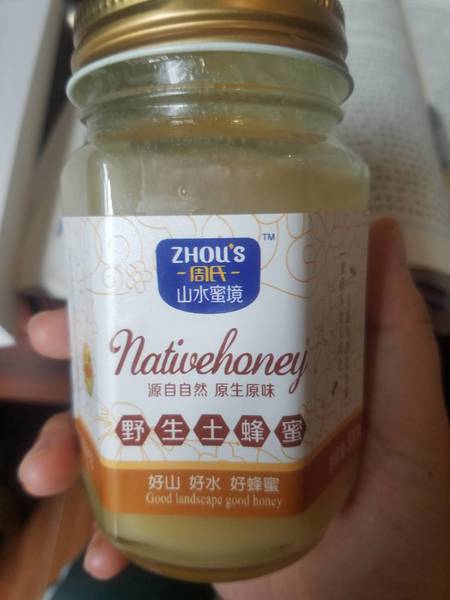 ZHOU'S
TM
周氏
山水蜜境
Nativehoney
源自自然 原生原味
野生土蜂蜜
好山 好水 好蜂蜜
Good landscape good honey